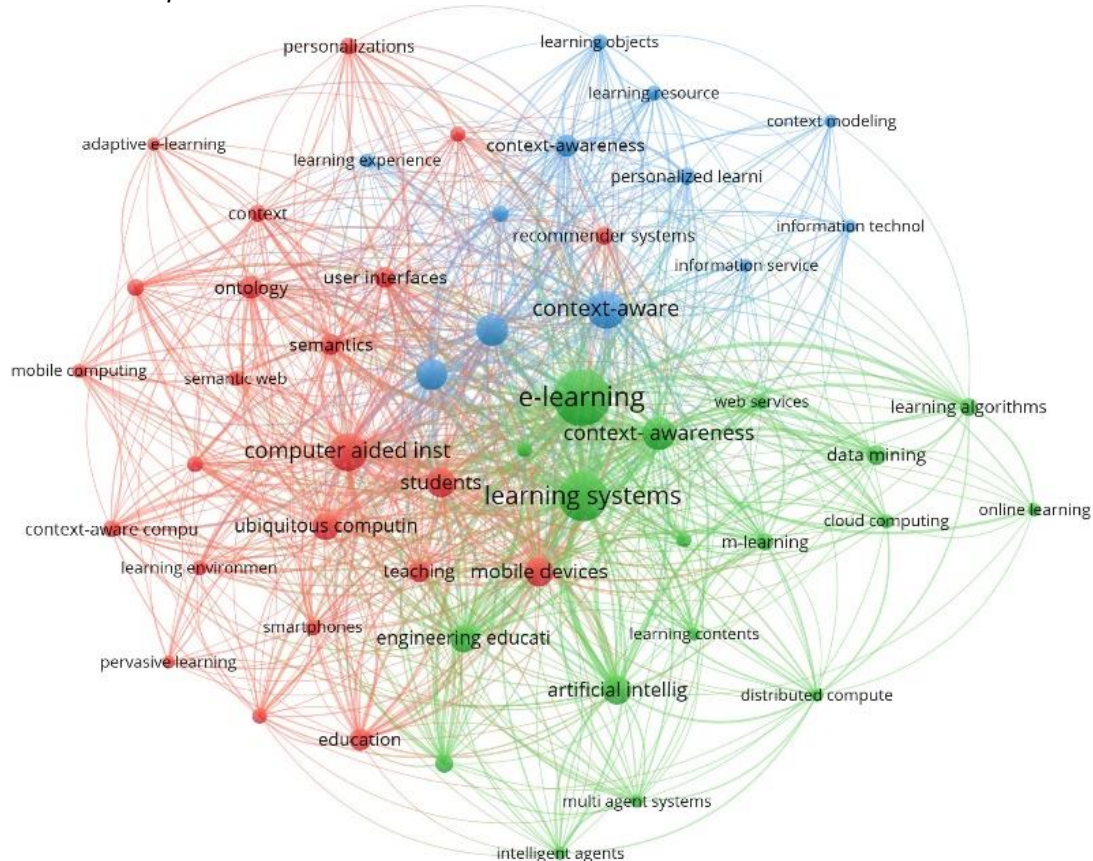 personalizations
learning objects
learning resource
context modeling
adaptive e-learning
learning experience
context-awareness
personalized learni
context
recommender systems
information technol
information service
ontology
user interfaces
context-aware
semantics
mobile computing
semantic web
e-learning
web services
learning algorithms
context- awareness
computer aided inst
data mining
students
learning systems
online learning
context-aware compu
ubiquitous computin
cloud computing
m-learning
learning environmen
teaching
mobile devices
smartphones
engineering educati
learning contents
pervasive learning
artificial intellig
distributed compute
education
multi agent systems
intelligent agents